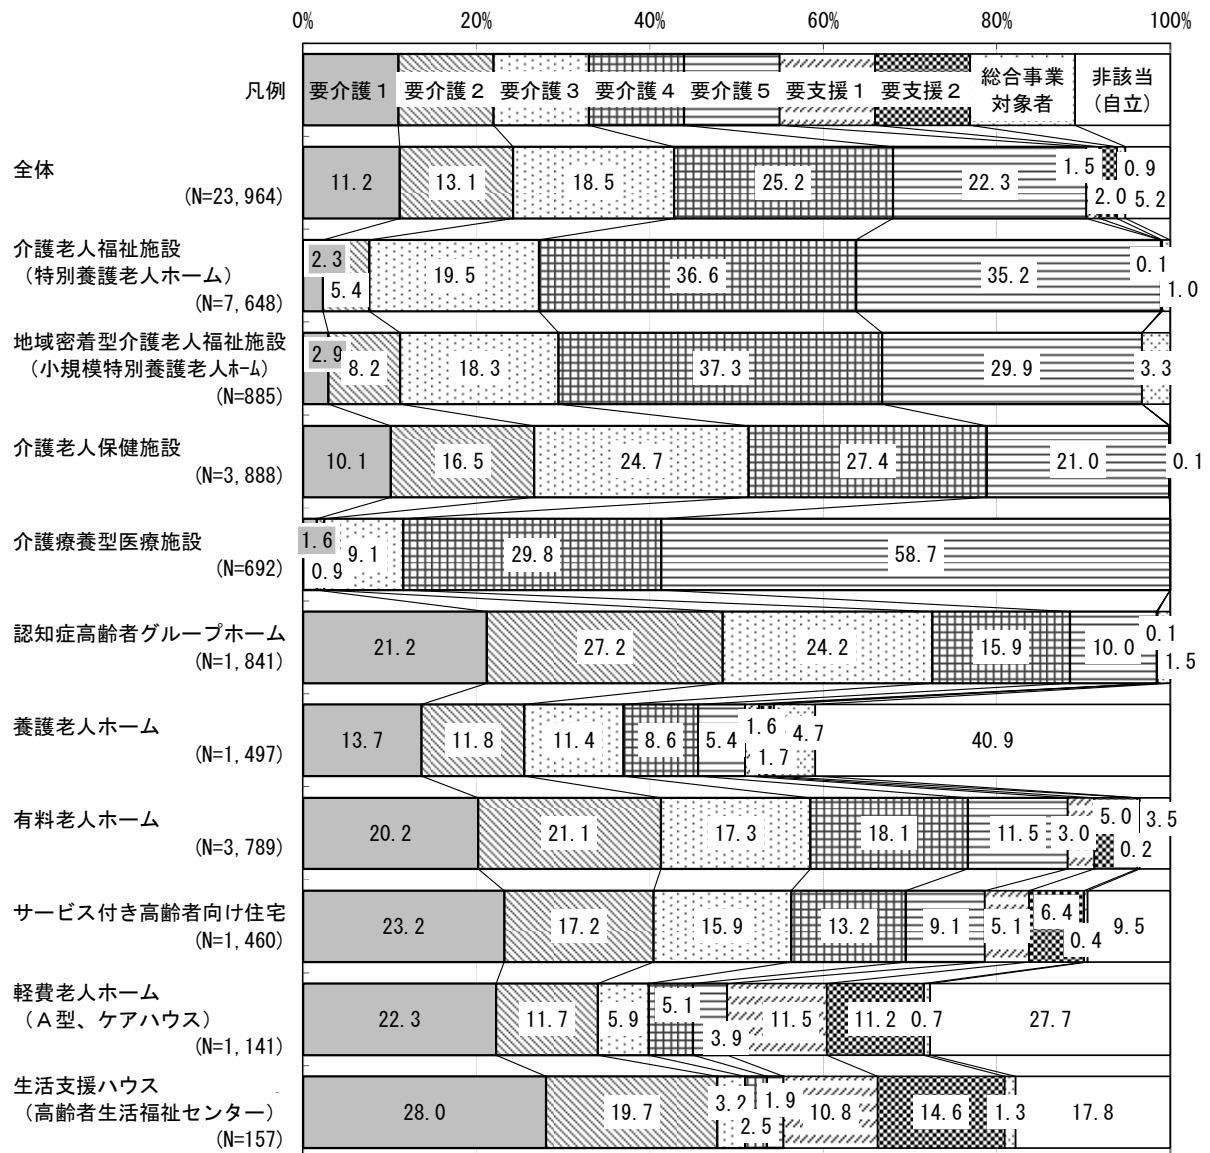 0% 20% 40% 60% 80% 100%
凡例 要介護1 要介護2 要介護3 要介護4 要介護5 要支援1 要支援2 総合事業 非該当
対象者 (自立)
全体
(N=23,964)
11.2 13.1 18.5 25.2 22.3 1.5 2.0 0.9 5.2
介護老人福祉施設
(特別養護老人ホーム)
(N=7,648)
2.3 5.4 19.5 36.6 35.2 0.1 1.0
地域密着型介護老人福祉施設
(小規模特別養護老人ホーム)
(N=885)
2.9 8.2 18.3 37.3 29.9 3.3
介護老人保健施設
(N=3,888)
10.1 16.5 24.7 27.4 21.0 0.1
介護療養型医療施設
(N=692)
1.6 0.9 9.1 29.8 58.7
認知症高齢者グループホーム
(N=1,841)
21.2 27.2 24.2 15.9 10.0 0.1 1.5
養護老人ホーム
(N=1,497)
13.7 11.8 11.4 8.6 5.4 1.6 1.7 4.7 40.9
有料老人ホーム
(N=3,789)
20.2 21.1 17.3 18.1 11.5 3.0 5.0 0.2 3.5
サービス付き高齢者向け住宅
(N=1,460)
23.2 17.2 15.9 13.2 9.1 5.1 6.4 0.4 9.5
軽費老人ホーム
(A型、ケアハウス)
(N=1,141)
22.3 11.7 5.9 5.1 3.9 11.5 11.2 0.7 27.7
生活支援ハウス
(高齢者生活福祉センター)
(N=157)
28.0 19.7 3.2 2.5 1.9 10.8 14.6 1.3 17.8